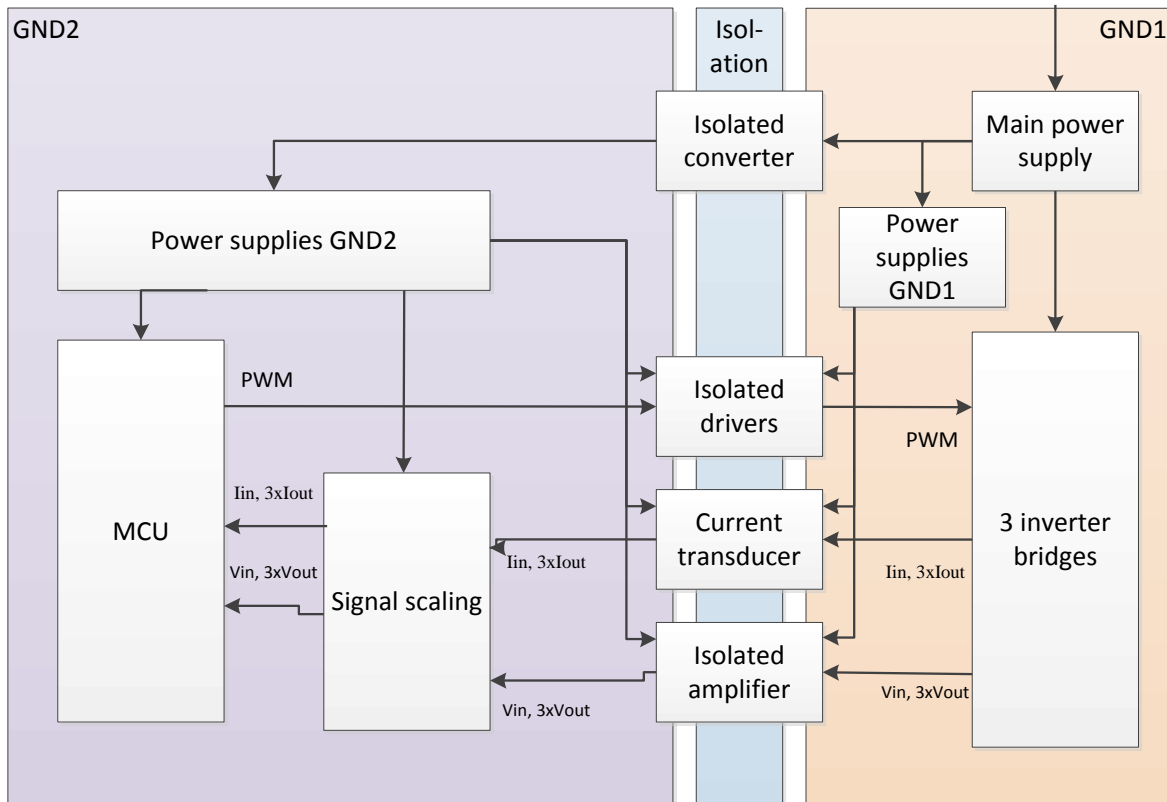 GND2
Isol-
ation
GND1
Isolated
converter
Main power
supply
Power supplies GND2
Power
supplies
GND1
PWM
Isolated
drivers
PWM
MCU
Iin, 3xIout
Vin, 3xVout
Signal scaling
Iin, 3xIout
Current
transducer
Iin, 3xIout
3 inverter
bridges
Vin, 3xVout
Isolated
amplifier
Vin, 3xVout